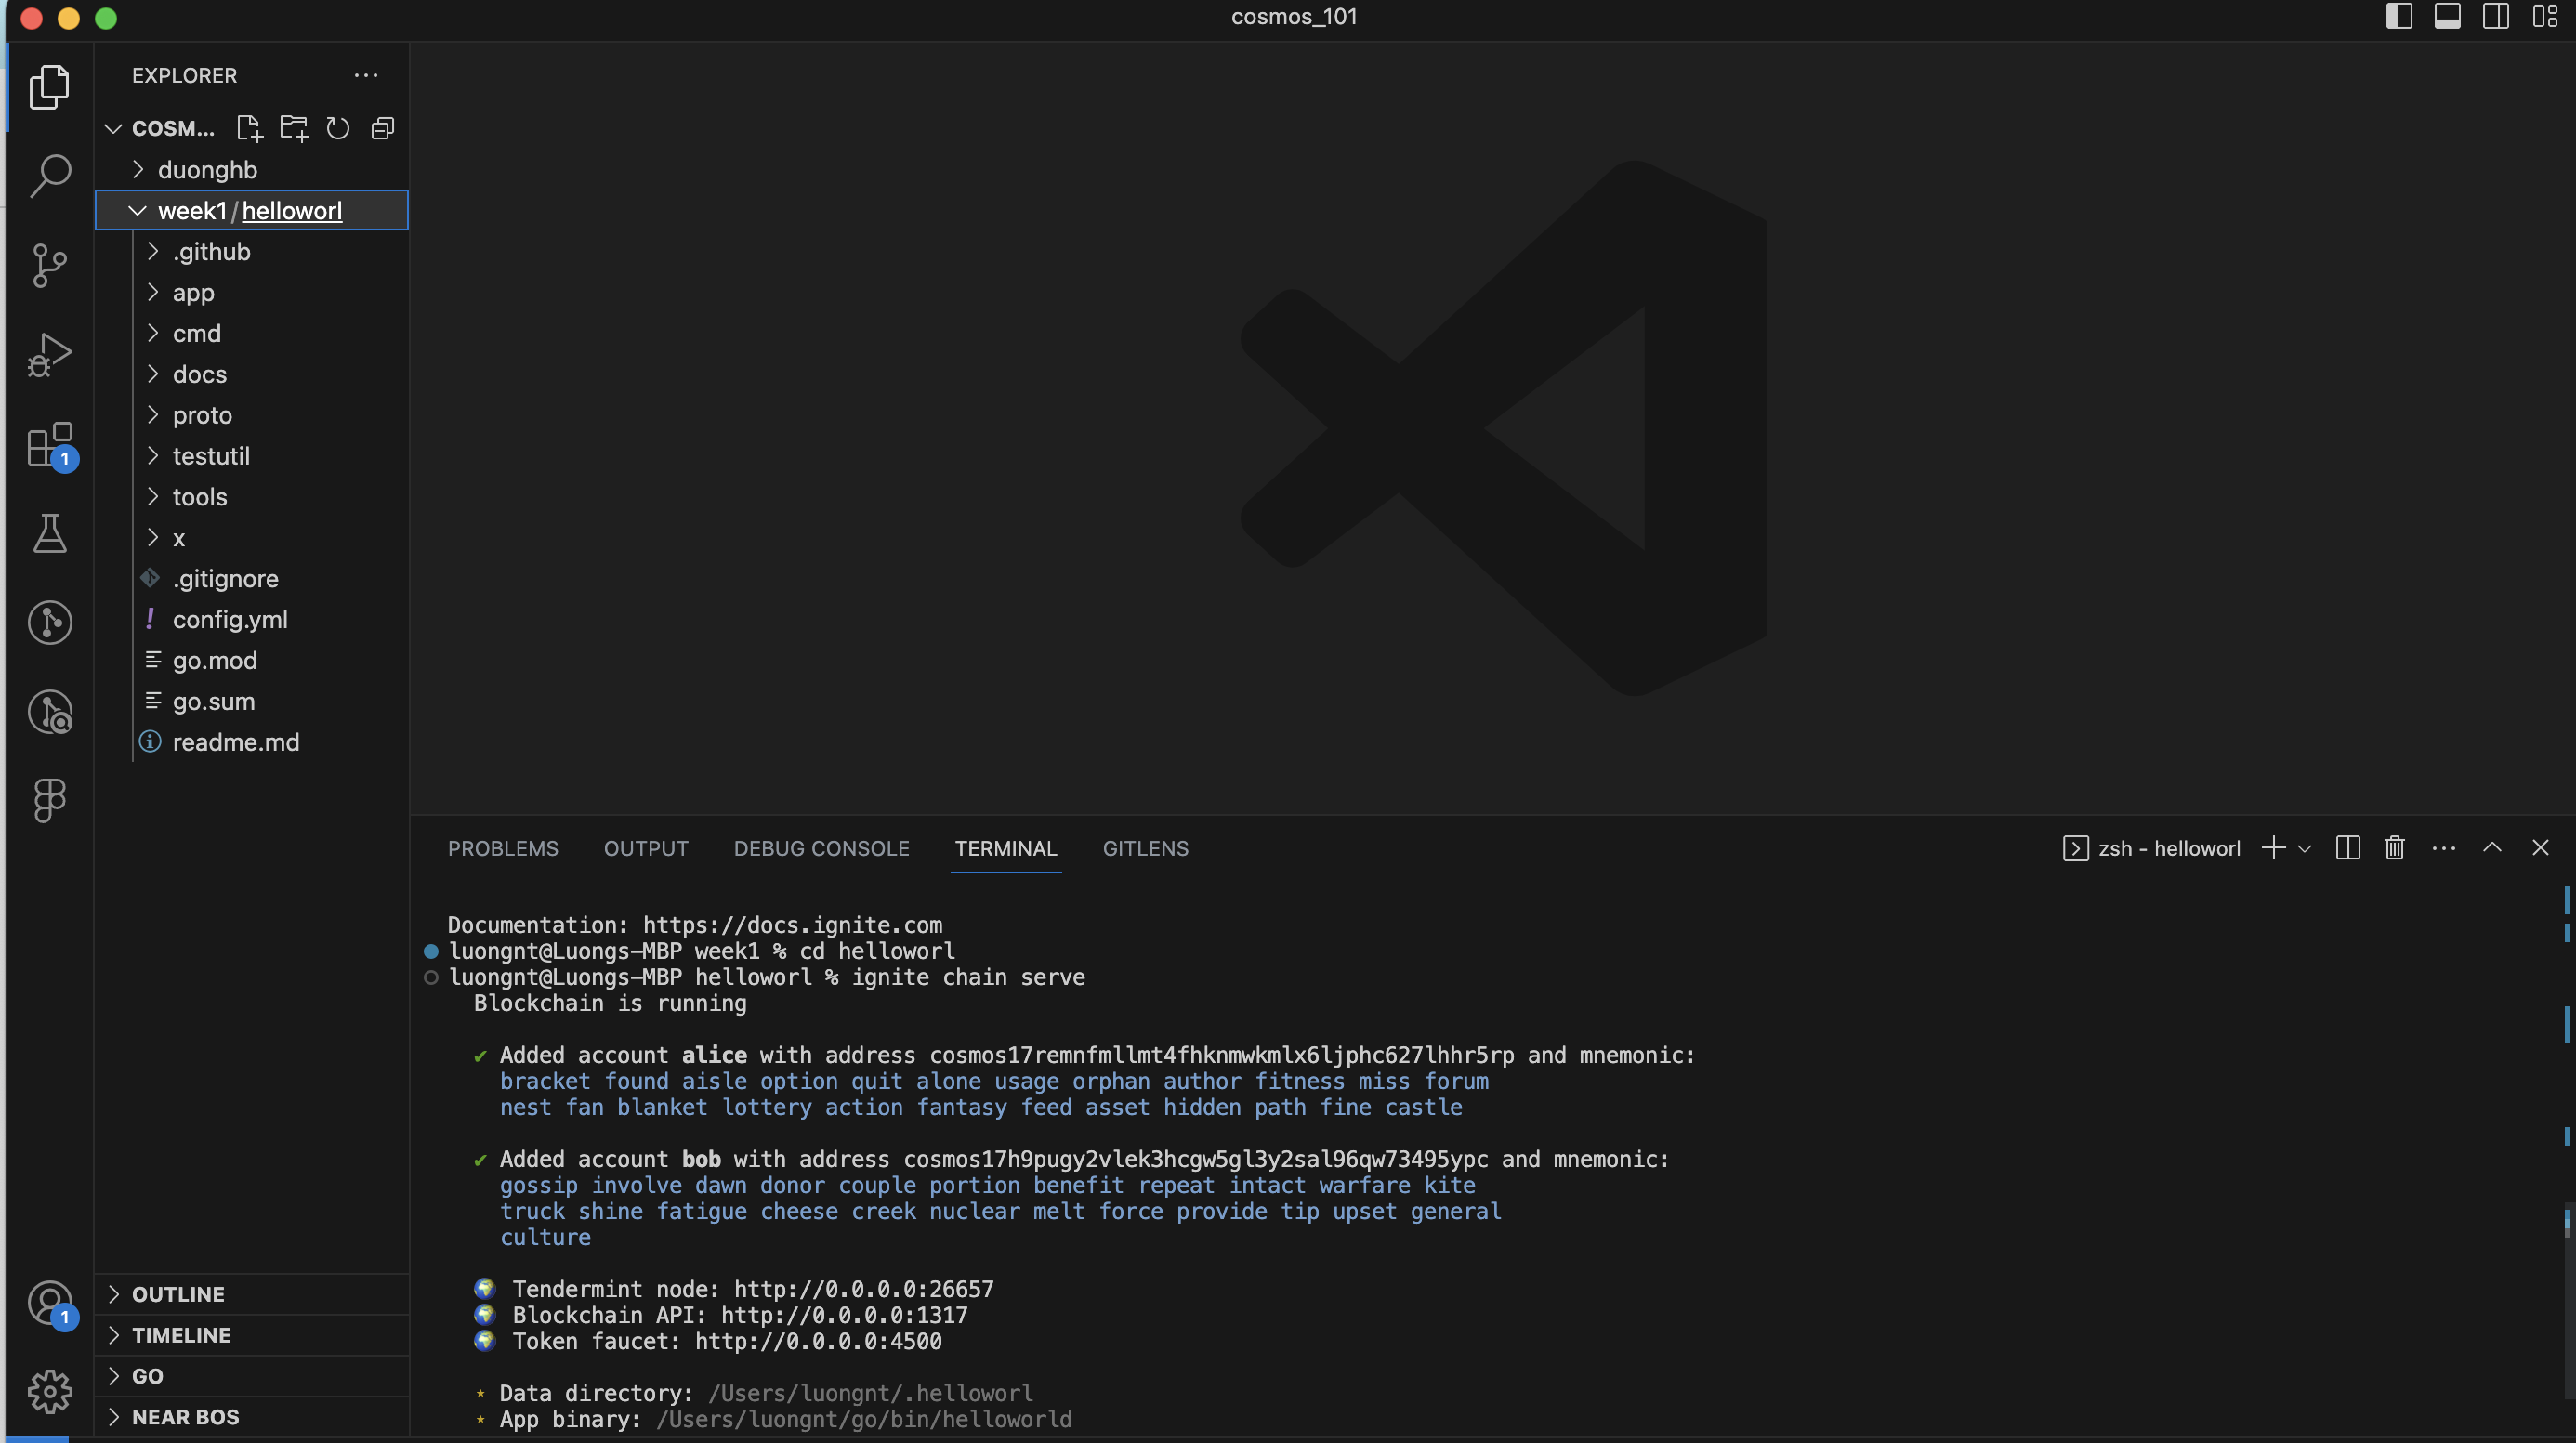 cosmos_101
EXPLORER
COSM...
duonghb
week1/helloworl
.github
app
cmd
docs
proto
testutil
tools
x
.gitignore
config.yml
go.mod
go.sum
readme.md
1
1
OUTLINE
TIMELINE
GO
NEAR BOS
PROBLEMS OUTPUT DEBUG CONSOLE TERMINAL GITLENS zsh - helloworl
Documentation: https://docs.ignite.com
luongnt@Luongs-MBP week1 % cd helloworl
luongnt@Luongs-MBP helloworl % ignite chain serve
Blockchain is running
✔ Added account alice with address cosmos17remnfmllmt4fhknmwkmlx6ljphc627lhhr5rp and mnemonic:
bracket found aisle option quit alone usage orphan author fitness miss forum
nest fan blanket lottery action fantasy feed asset hidden path fine castle
✔ Added account bob with address cosmos17h9pugy2vlek3hcgw5gl3y2sal96qw73495ypc and mnemonic:
gossip involve dawn donor couple portion benefit repeat intact warfare kite
truck shine fatigue cheese creek nuclear melt force provide tip upset general
culture
🌍 Tendermint node: http://0.0.0.0:26657
🌍 Blockchain API: http://0.0.0.0:1317
🌍 Token faucet: http://0.0.0.0:4500
⋆ Data directory: /Users/luongnt/.helloworl
⋆ App binary: /Users/luongnt/go/bin/helloworld